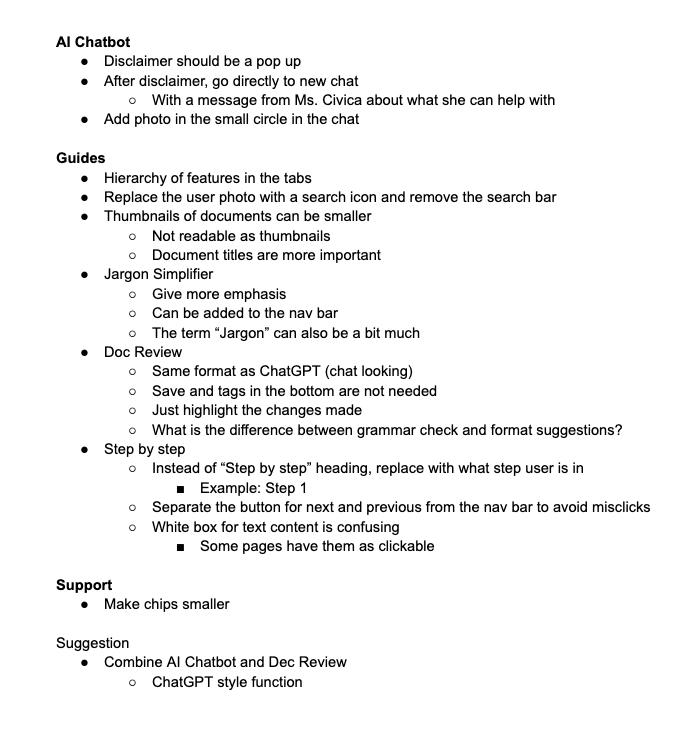 AI Chatbot
● Disclaimer should be a pop up
● After disclaimer, go directly to new chat
○ With a message from Ms. Civica about what she can help with
● Add photo in the small circle in the chat
Guides
● Hierarchy of features in the tabs
● Replace the user photo with a search icon and remove the search bar
● Thumbnails of documents can be smaller
○ Not readable as thumbnails
○ Document titles are more important
● Jargon Simplifier
○ Give more emphasis
○ Can be added to the nav bar
○ The term “Jargon” can also be a bit much
● Doc Review
○ Same format as ChatGPT (chat looking)
○ Save and tags in the bottom are not needed
○ Just highlight the changes made
○ What is the difference between grammar check and format suggestions?
● Step by step
○ Instead of “Step by step” heading, replace with what step user is in
■ Example: Step 1
○ Separate the button for next and previous from the nav bar to avoid misclicks
○ White box for text content is confusing
■ Some pages have them as clickable
Support
● Make chips smaller
Suggestion
● Combine AI Chatbot and Dec Review
○ ChatGPT style function